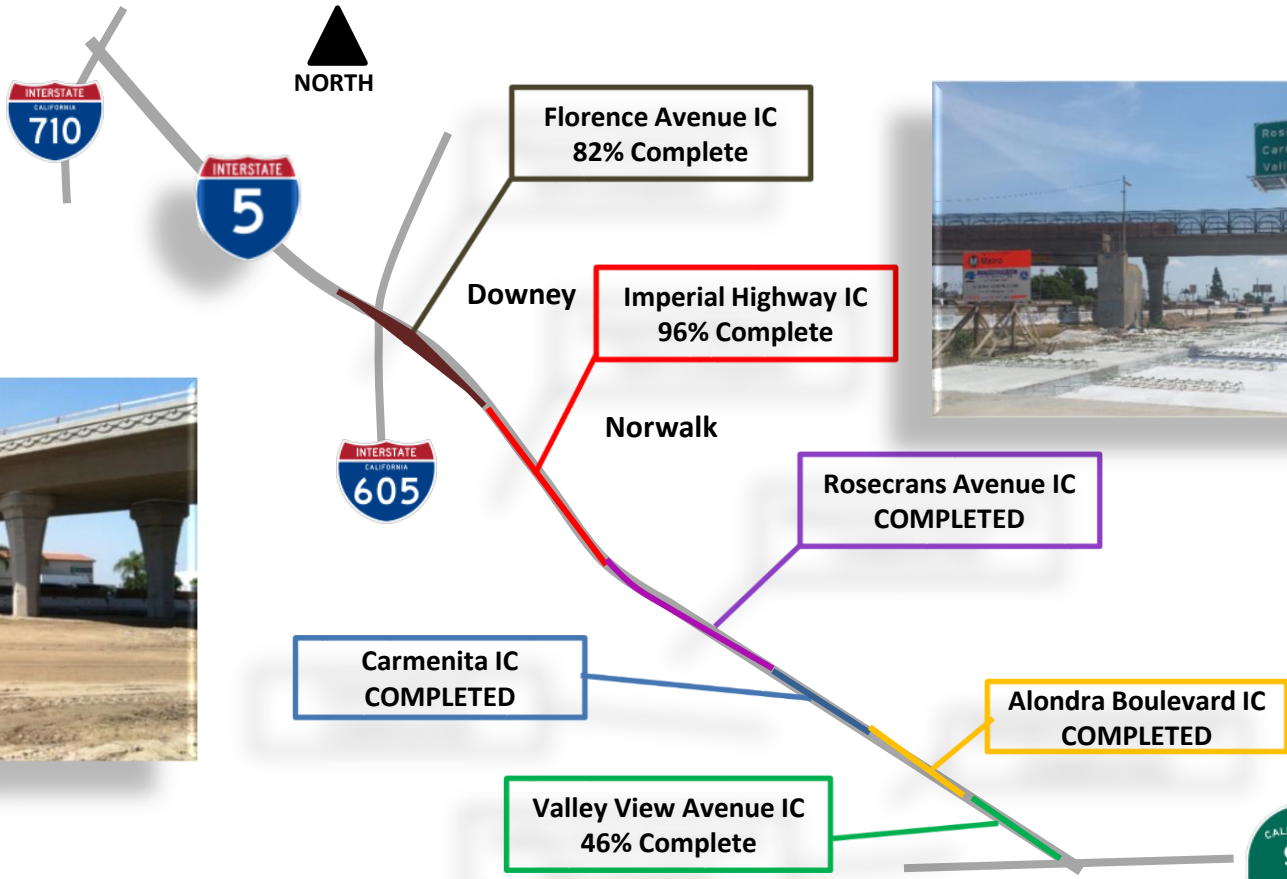 NORTH
INTERSTATE
CALIFORNIA
710
INTERSTATE
5
Florence Avenue IC
82% Complete
Downey
Imperial Highway IC
96% Complete
Metro
Norwalk
INTERSTATE
CALIFORNIA
605
Rosecrans Avenue IC
COMPLETED
Carmenita IC
COMPLETED
Alondra Boulevard IC
COMPLETED
Valley View Avenue IC
46% Complete